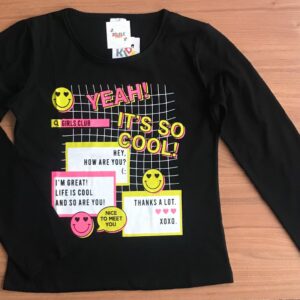 YEAH!
IT'S SO
COOL!
GIRLS CLUB
HEY,
HOW ARE YOU?
(:
I'M GREAT!
LIFE IS COOL
AND SO ARE YOU!
THANKS A LOT.
XOXO.
NICE
TO MEET
YOU